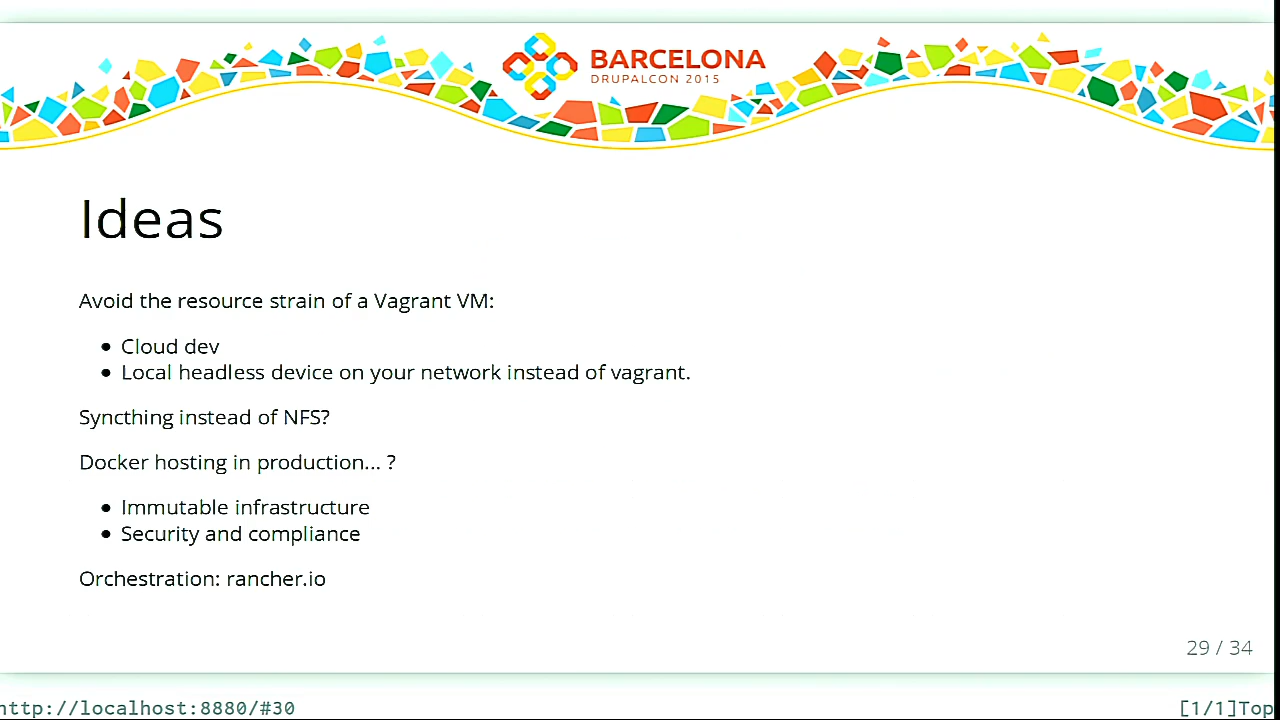 BARCELONA
DRUPALCON 2015
Ideas
Avoid the resource strain of a Vagrant VM:
• Cloud dev
• Local headless device on your network instead of vagrant.
Syncthing instead of NFS?
Docker hosting in production... ?
• Immutable infrastructure
• Security and compliance
Orchestration: rancher.io
29 / 34
http://localhost:8880/#30
[1/1]Top